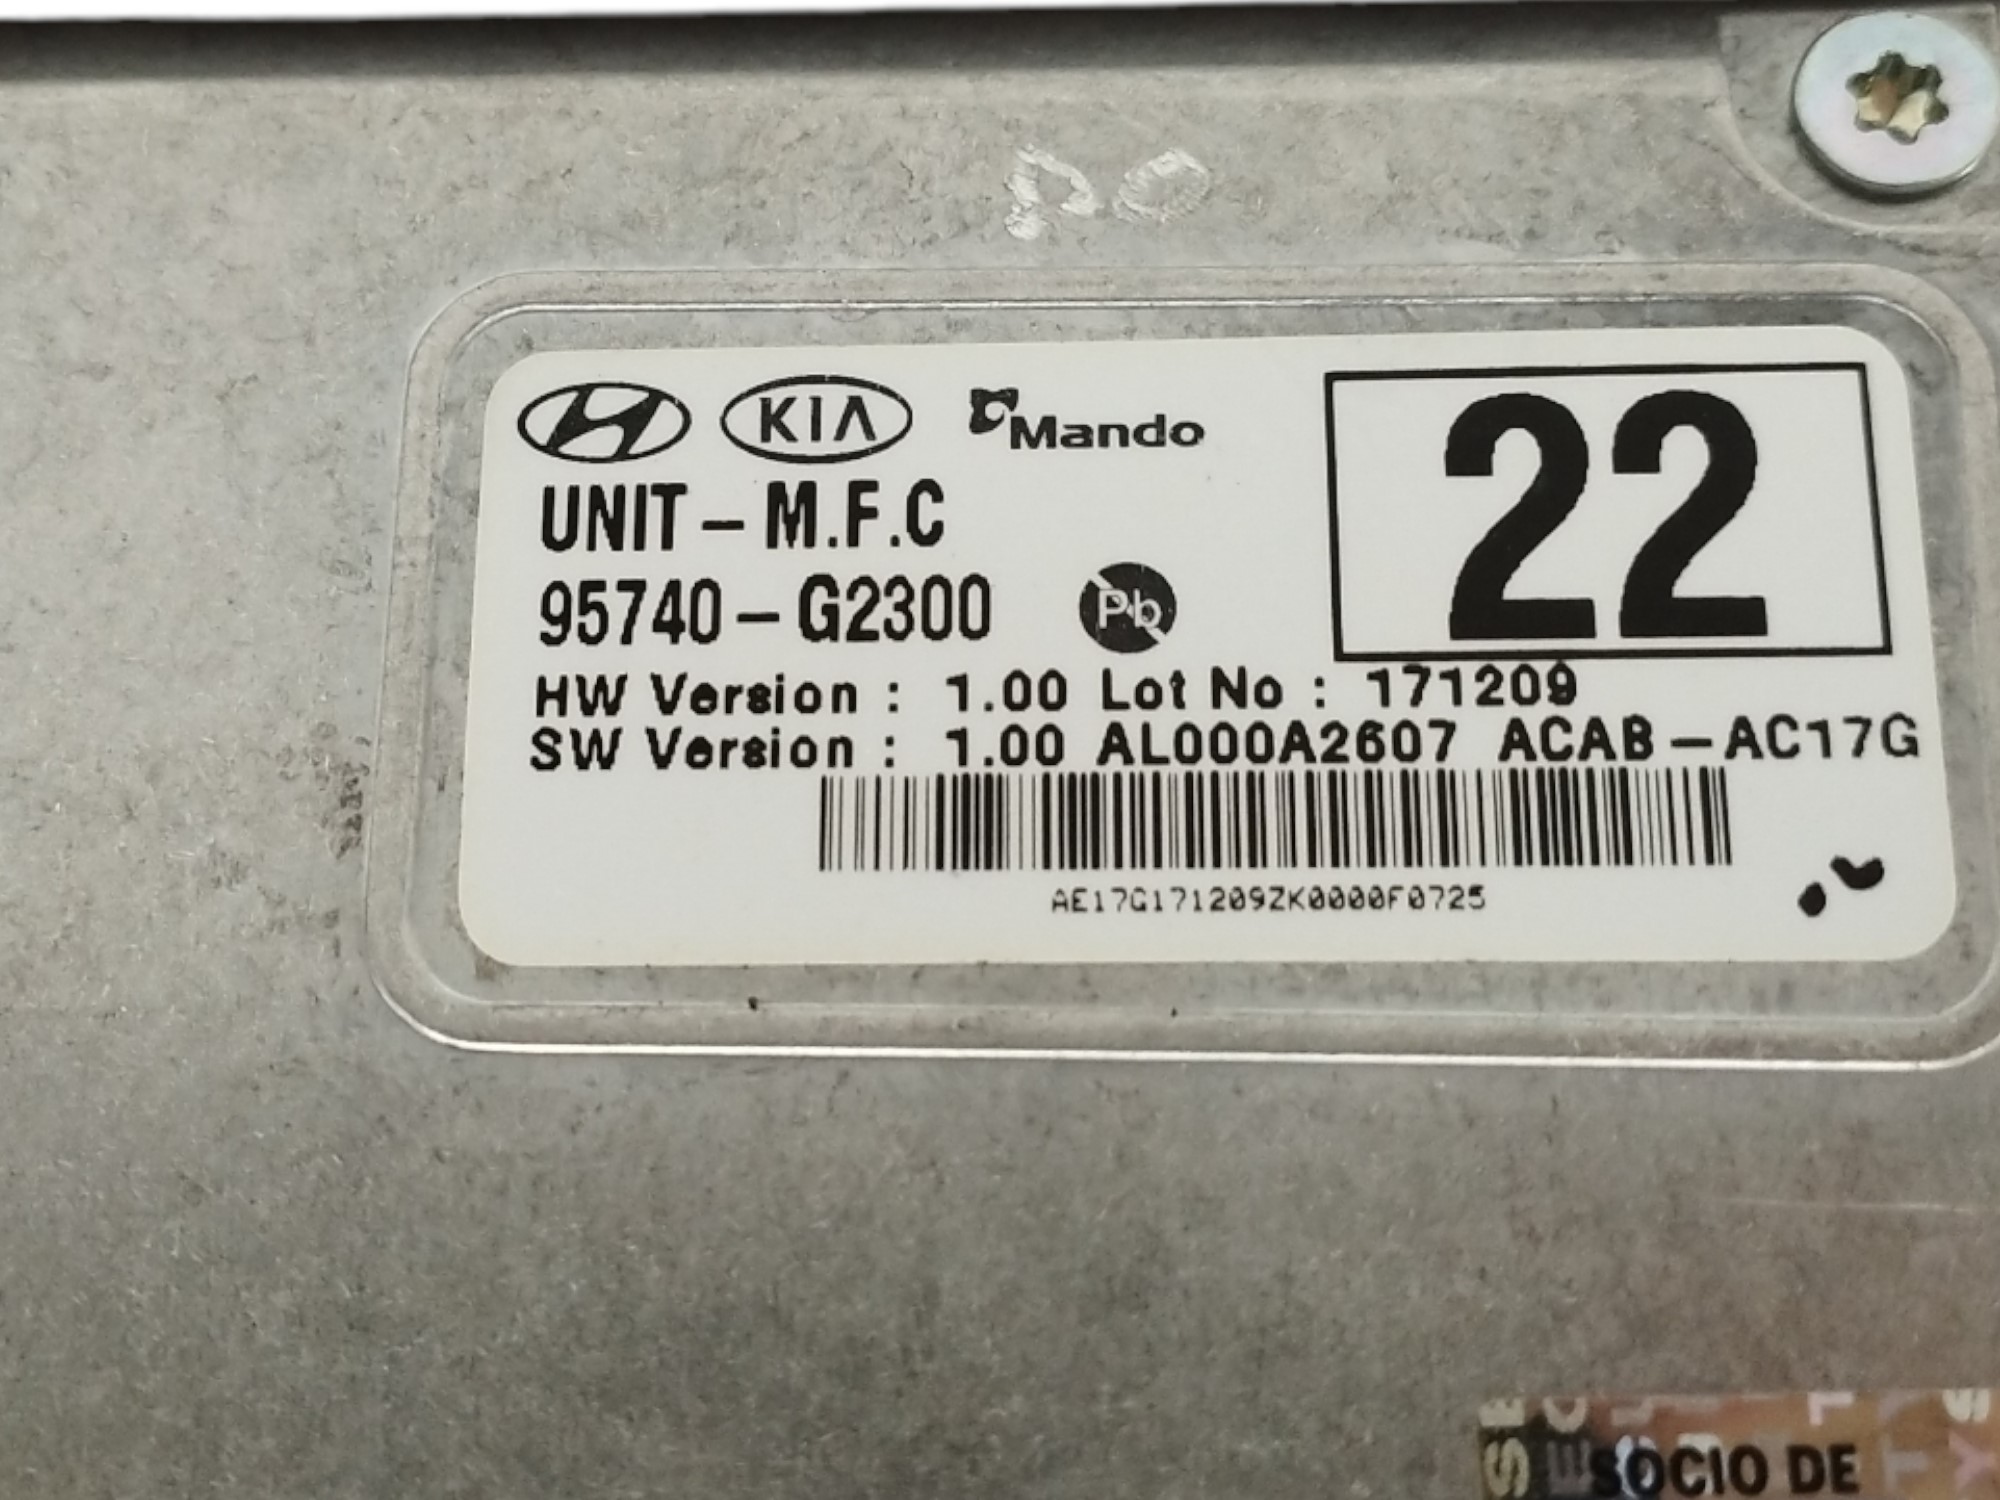 KIA Mando
22
UNIT - M.F.C
95740 - G2300 Pb
HW Version : 1.00 Lot No : 171209
SW Version : 1.00 AL000A2607 ACAB-AC17G
AE17G171209ZK0000F0725
SOCIO DE